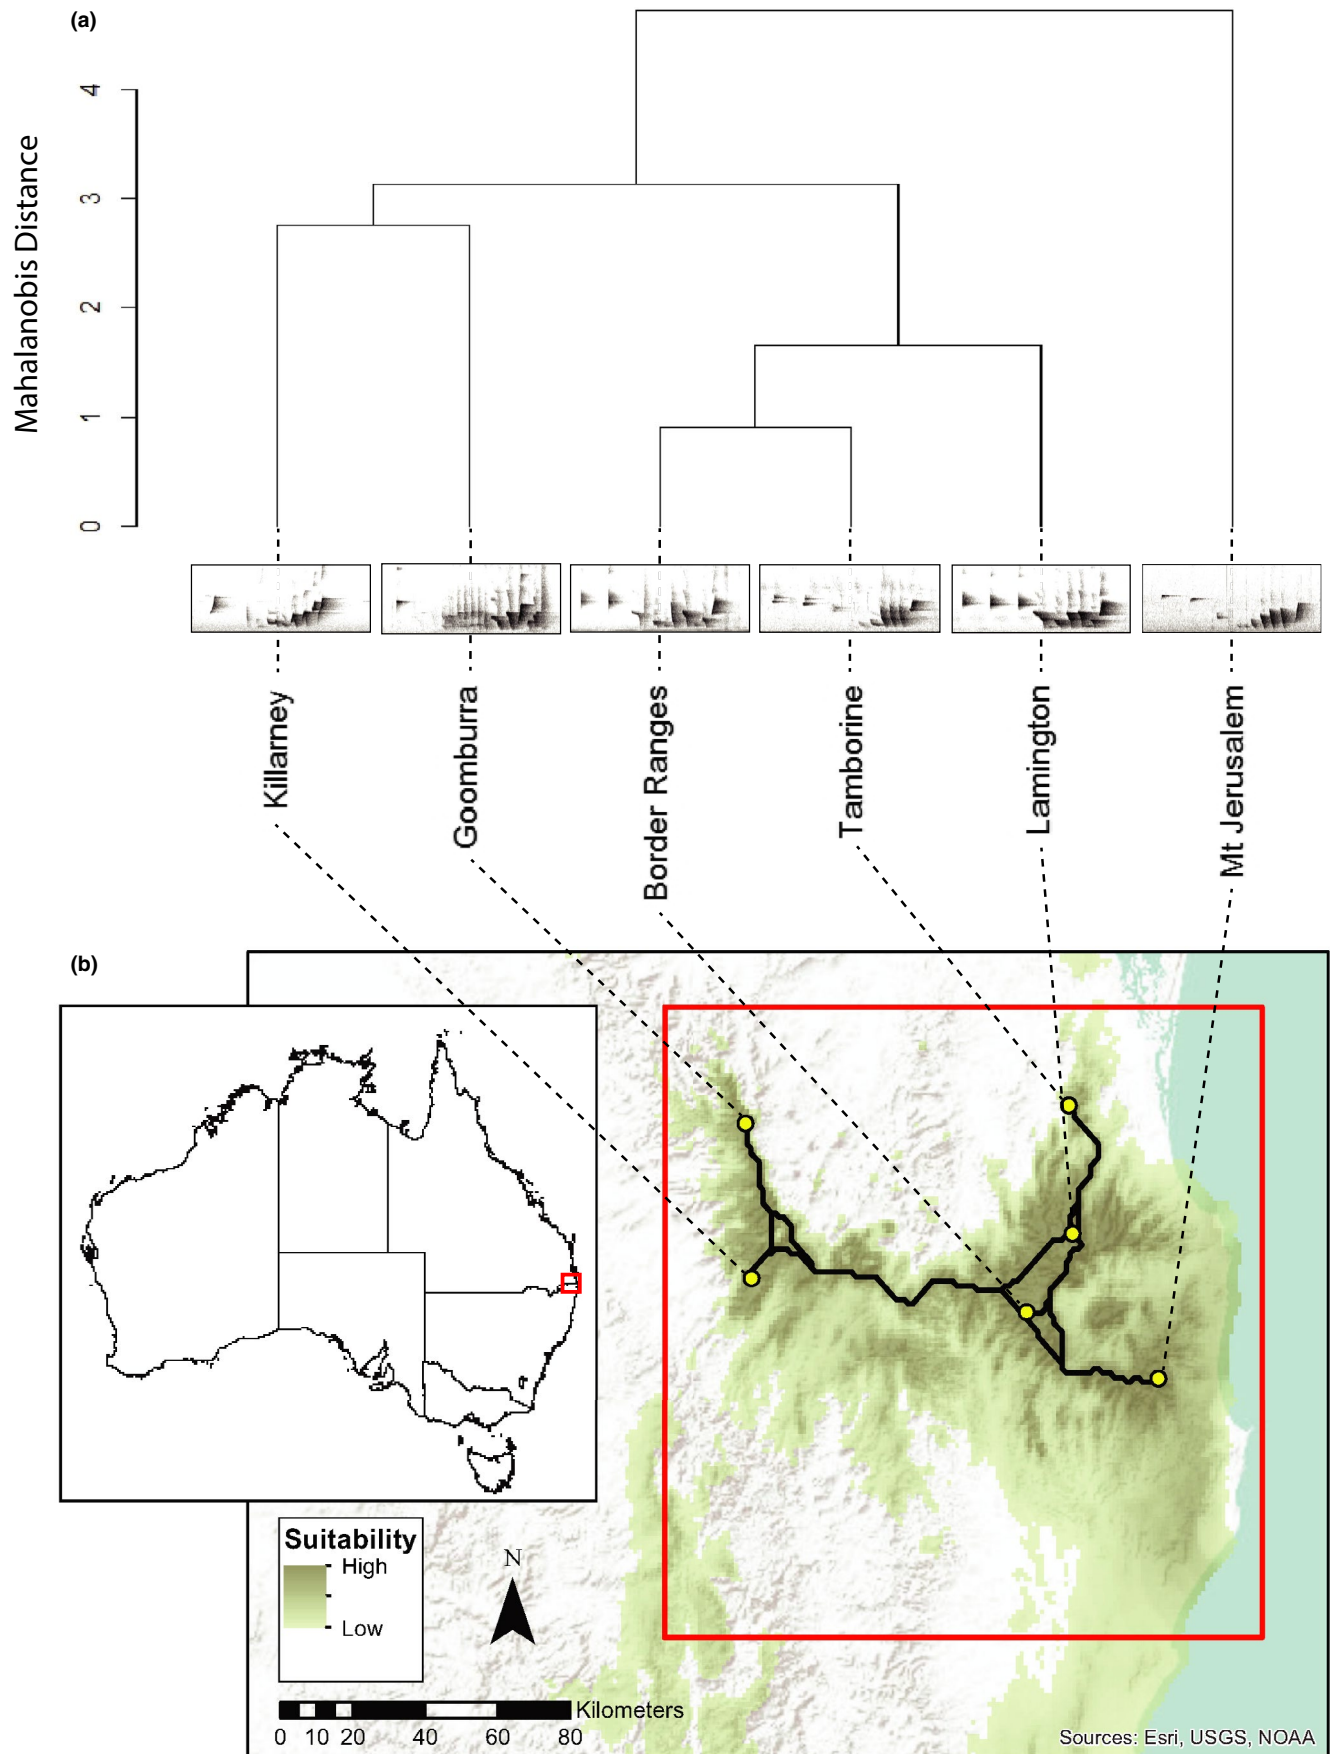 (a)
Mahalanobis Distance
4
3
2
1
0
Killarney
Goomburra
Border Ranges
Tamborine
Lamington
Mt Jerusalem
(b)
Suitability
High
Low
N
Kilometers
0 10 20 40 60 80
Sources: Esri, USGS, NOAA